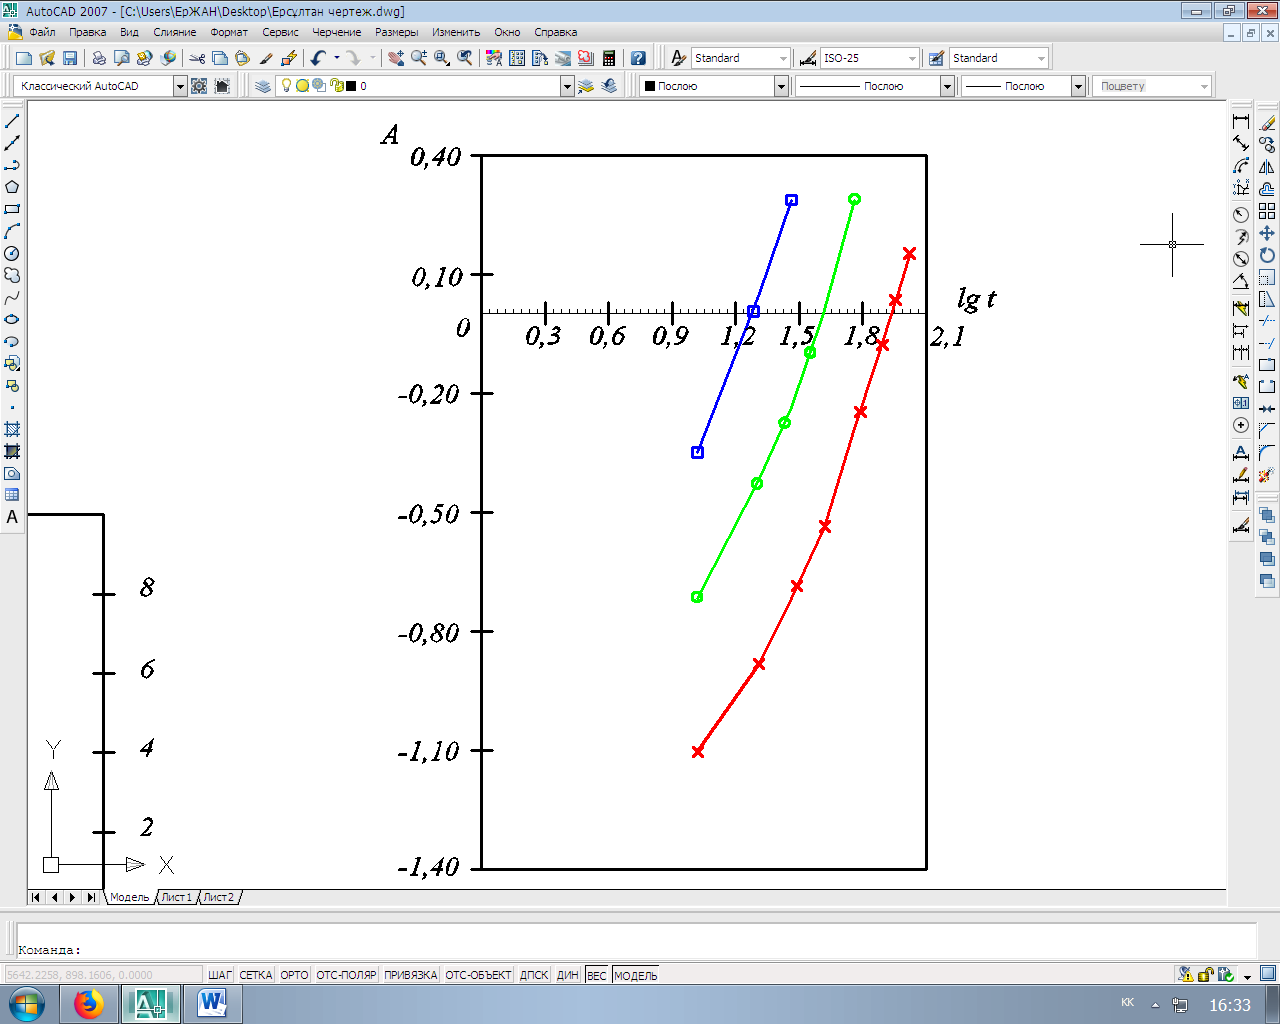 AutoCAD 2007 - [C:\Users\ЕрЖАН\Desktop\Ерсұлтан чертеж.dwg]
Файл Правка Вид Слияние Формат Сервис Черчение Размеры Изменить Окно Справка
Standard ISO-25 Standard
Классический AutoCAD 0 Послою Послою Послою Поцвету
A
0,40
0,10
lg t
0 0,3 0,6 0,9 1,2 1,5 1,8 2,1
-0,20
-0,50
-0,80
-1,10
-1,40
8
6
4
2
Y
X
A
Модель Лист1 Лист2
Команда:
5642.2258, 898.1606, 0.0000 ШАГ СЕТКА ОРТО ОТС-ПОЛЯР ПРИВЯЗКА ОТС-ОБЪЕКТ ДПСК ДИН ВЕС МОДЕЛЬ
KK 16:33